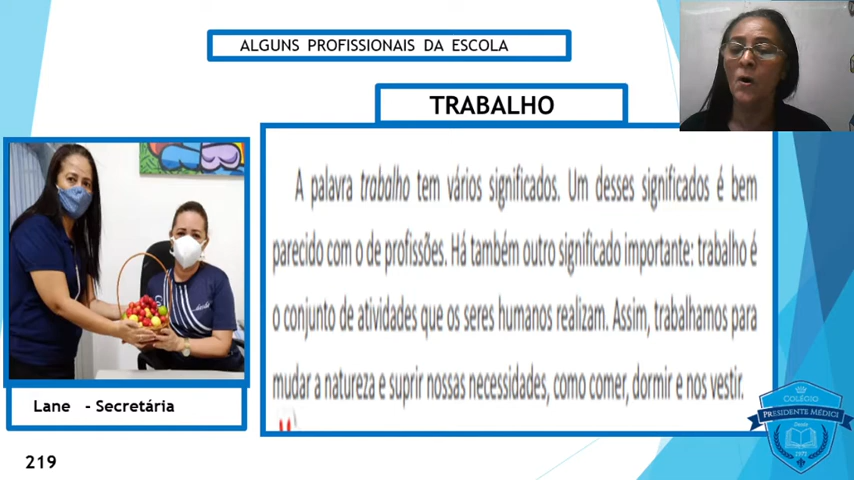 ALGUNS PROFISSIONAIS DA ESCOLA
TRABALHO
A palavra trabalho tem vários significados. Um desses significados é bem
parecido com o de profissões. Há também outro significado importante: trabalho é
o conjunto de atividades que os seres humanos realizam. Assim, trabalhamos para
mudar a natureza e suprir nossas necessidades, como comer, dormir e nos vestir.
Lane - Secretária
219
COLÉGIO
PRESIDENTE MÉDICI
Desde